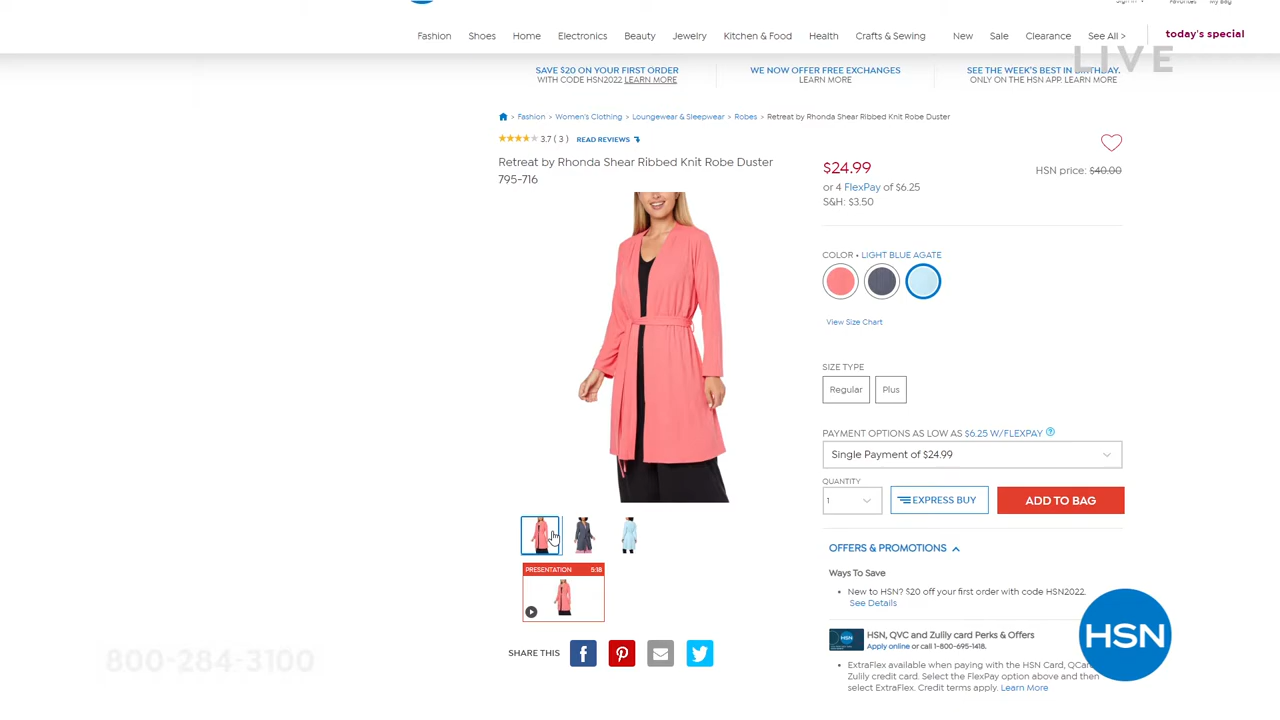 Sign In
Favorites
My Bag
Fashion Shoes Home Electronics Beauty Jewelry Kitchen & Food Health Crafts & Sewing New Sale Clearance See All >
today's special
LIVE
SAVE $20 ON YOUR FIRST ORDER
WITH CODE HSN2022 LEARN MORE
WE NOW OFFER FREE EXCHANGES
LEARN MORE
SEE THE WEEK'S BEST IN BIRTHDAY.
ONLY ON THE HSN APP. LEARN MORE
> Fashion > Women's Clothing > Loungewear & Sleepwear > Robes > Retreat by Rhonda Shear Ribbed Knit Robe Duster
3.7 ( 3 ) READ REVIEWS
Retreat by Rhonda Shear Ribbed Knit Robe Duster
795-716
$24.99
HSN price: $40.00
or 4 FlexPay of $6.25
S&H: $3.50
COLOR • LIGHT BLUE AGATE
View Size Chart
SIZE TYPE
Regular Plus
PAYMENT OPTIONS AS LOW AS $6.25 W/FLEXPAY ?
Single Payment of $24.99
QUANTITY
1
EXPRESS BUY
ADD TO BAG
PRESENTATION 5:18
OFFERS & PROMOTIONS
Ways To Save
• New to HSN? $20 off your first order with code HSN2022.
See Details
HSN, QVC and Zulily card Perks & Offers
Apply online or call 1-800-695-1418.
• ExtraFlex available when paying with the HSN Card, QCard
Zulily credit card. Select the FlexPay option above and then
select ExtraFlex. Credit terms apply. Learn More
SHARE THIS
HSN
800-284-3100